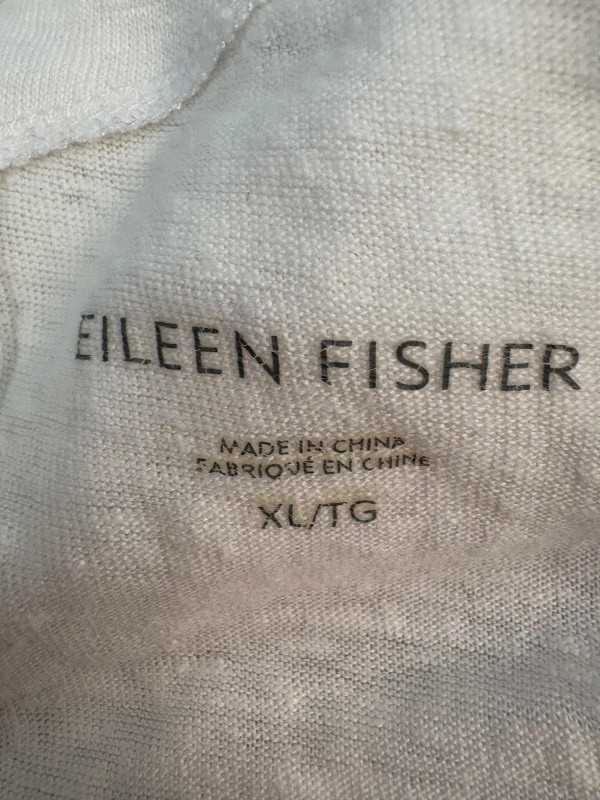 EILEEN FISHER
MADE IN CHINA
FABRIQUÉ EN CHINE
XL/TG